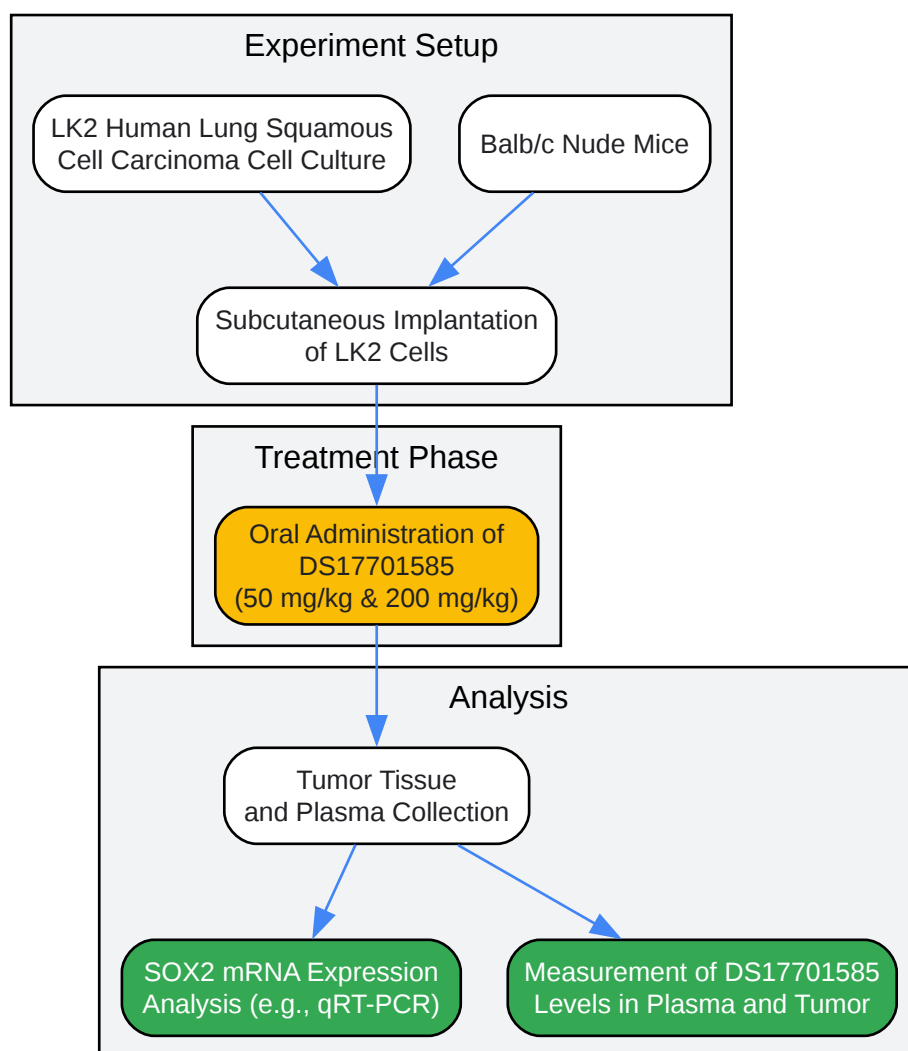 Experiment Setup
LK2 Human Lung Squamous
Cell Carcinoma Cell Culture
Balb/c Nude Mice
Subcutaneous Implantation
of LK2 Cells
Treatment Phase
Oral Administration of
DS17701585
(50 mg/kg & 200 mg/kg)
Analysis
Tumor Tissue
and Plasma Collection
SOX2 mRNA Expression
Analysis (e.g., qRT-PCR)
Measurement of DS17701585
Levels in Plasma and Tumor